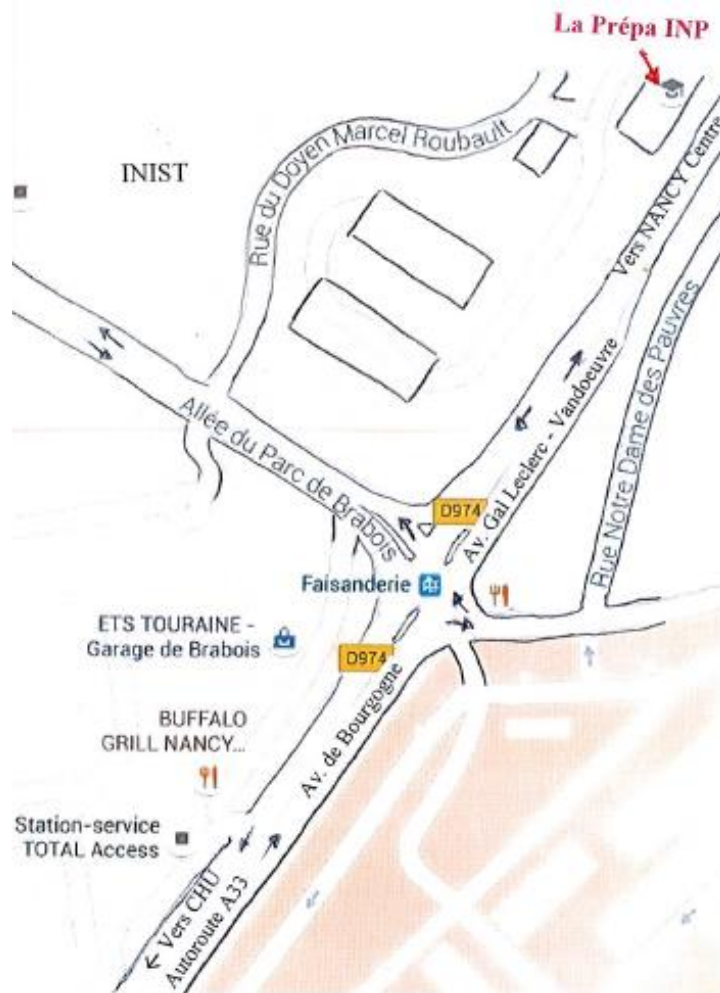 La Prépa INP
Rue du Doyen Marcel Roubault
INIST
Vers NANCY Centre
Allée du Parc de Brabois
Av. Gal Leclerc - Vandoeuvre
Rue Notre Dame des Pauvres
D974
Faisanderie
ETS TOURAINE -
Garage de Brabois
D974
Av. de Bourgogne
BUFFALO
GRILL NANCY...
Station-service
TOTAL Access
Vers CHU
Autoroute A33